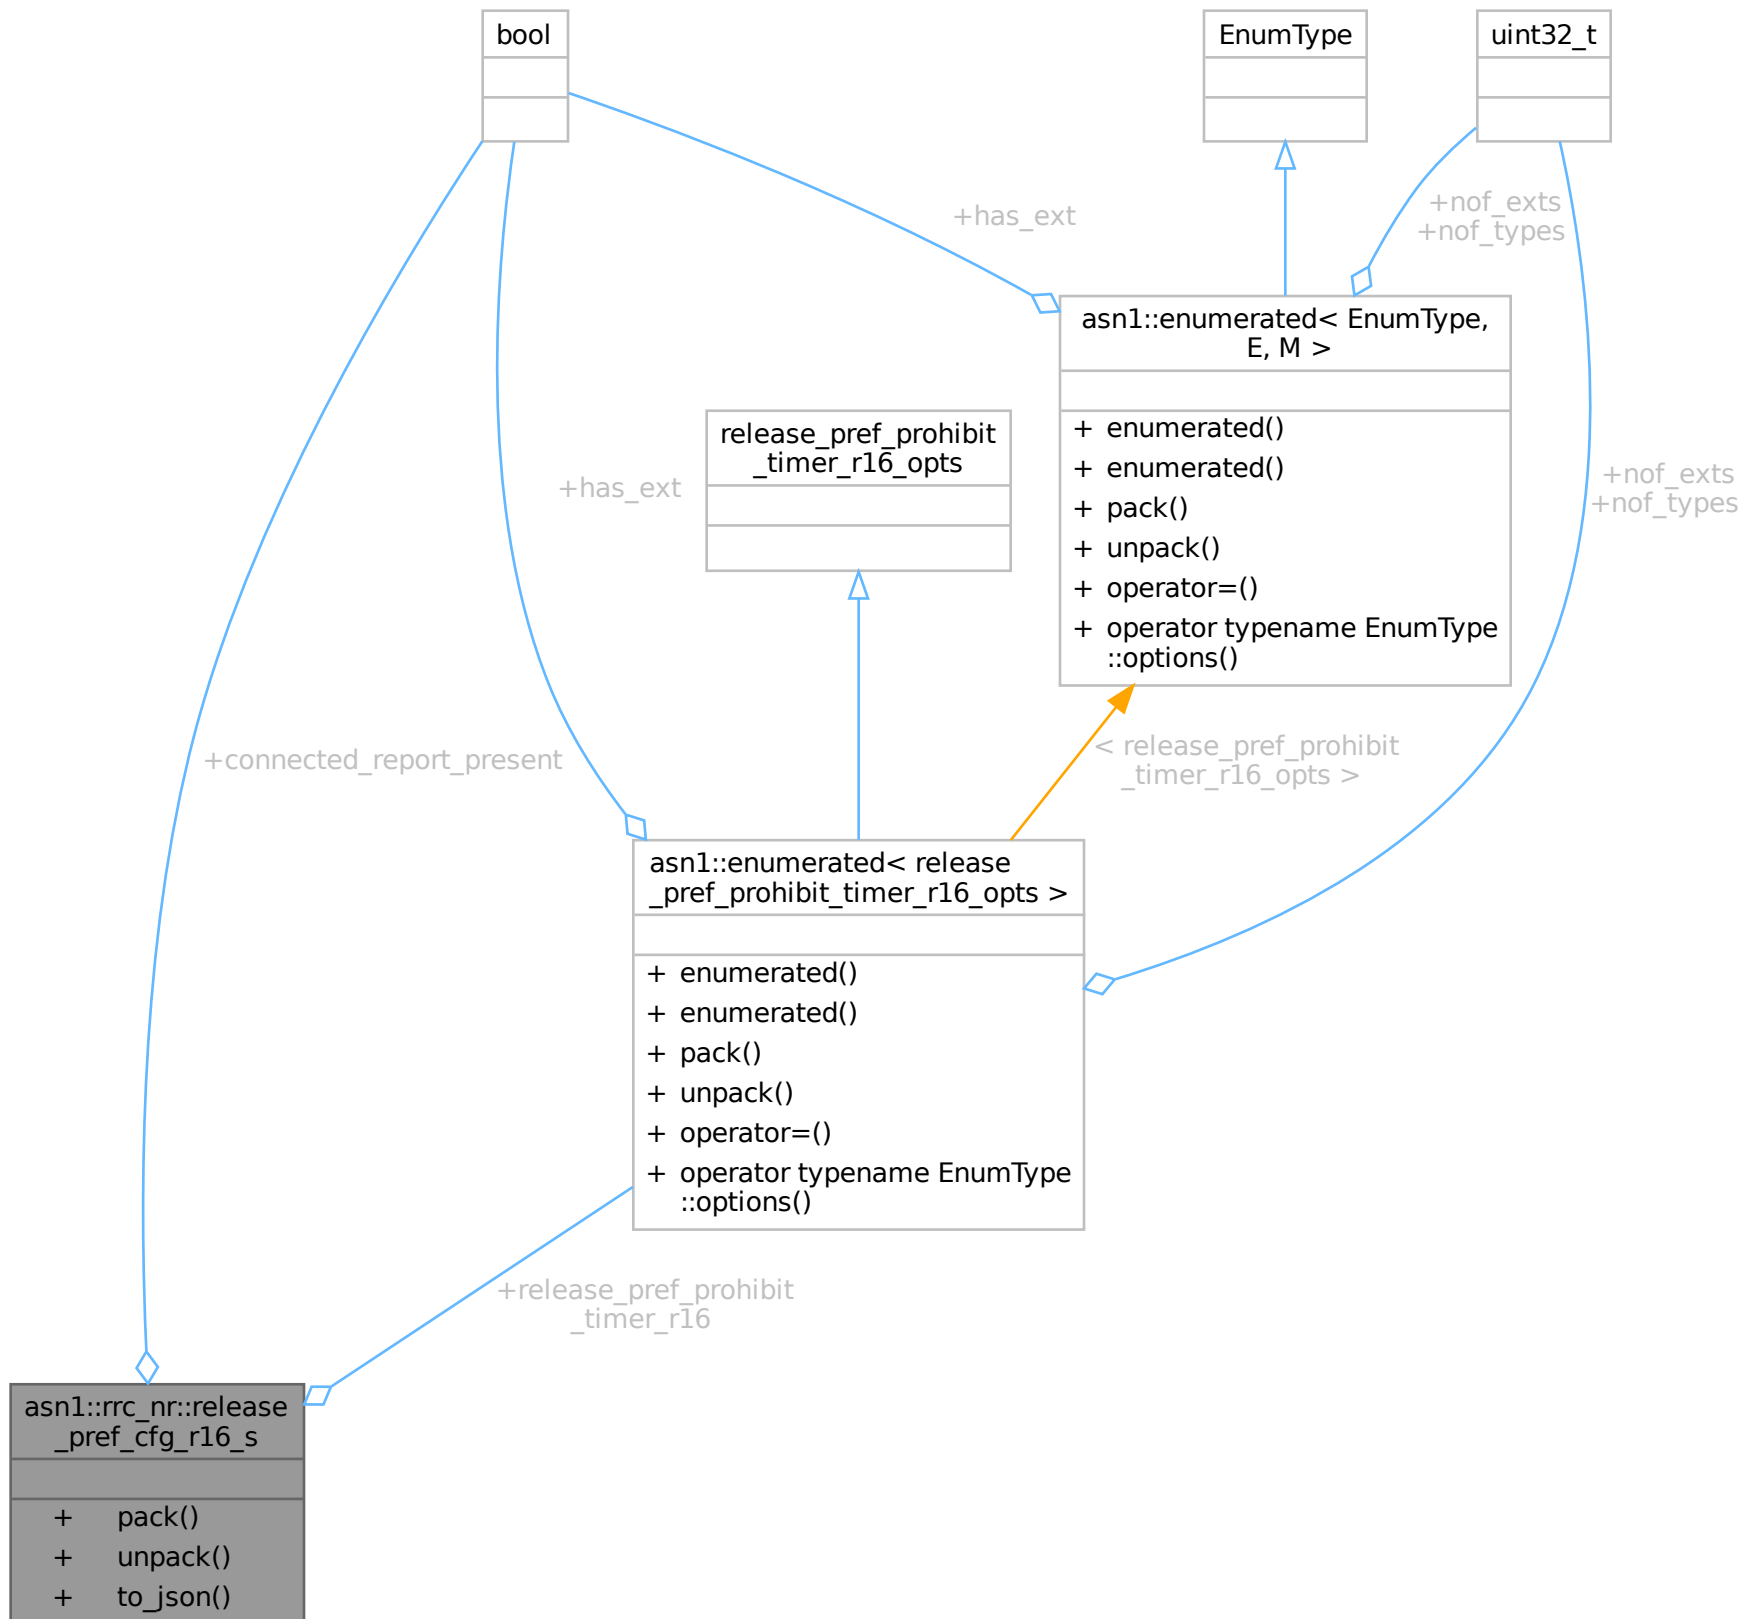 bool
EnumType
uint32_t
+has_ext
+nof_exts
+nof_types
asn1::enumerated< EnumType,
E, M >
+ enumerated()
+ enumerated()
+ pack()
+ unpack()
+ operator=()
+ operator typename EnumType
::options()
release_pref_prohibit
_timer_r16_opts
+has_ext
+nof_exts
+nof_types
+connected_report_present
< release_pref_prohibit
_timer_r16_opts >
asn1::enumerated< release
_pref_prohibit_timer_r16_opts >
+ enumerated()
+ enumerated()
+ pack()
+ unpack()
+ operator=()
+ operator typename EnumType
::options()
+release_pref_prohibit
_timer_r16
asn1::rrc_nr::release
_pref_cfg_r16_s
+ pack()
+ unpack()
+ to_json()